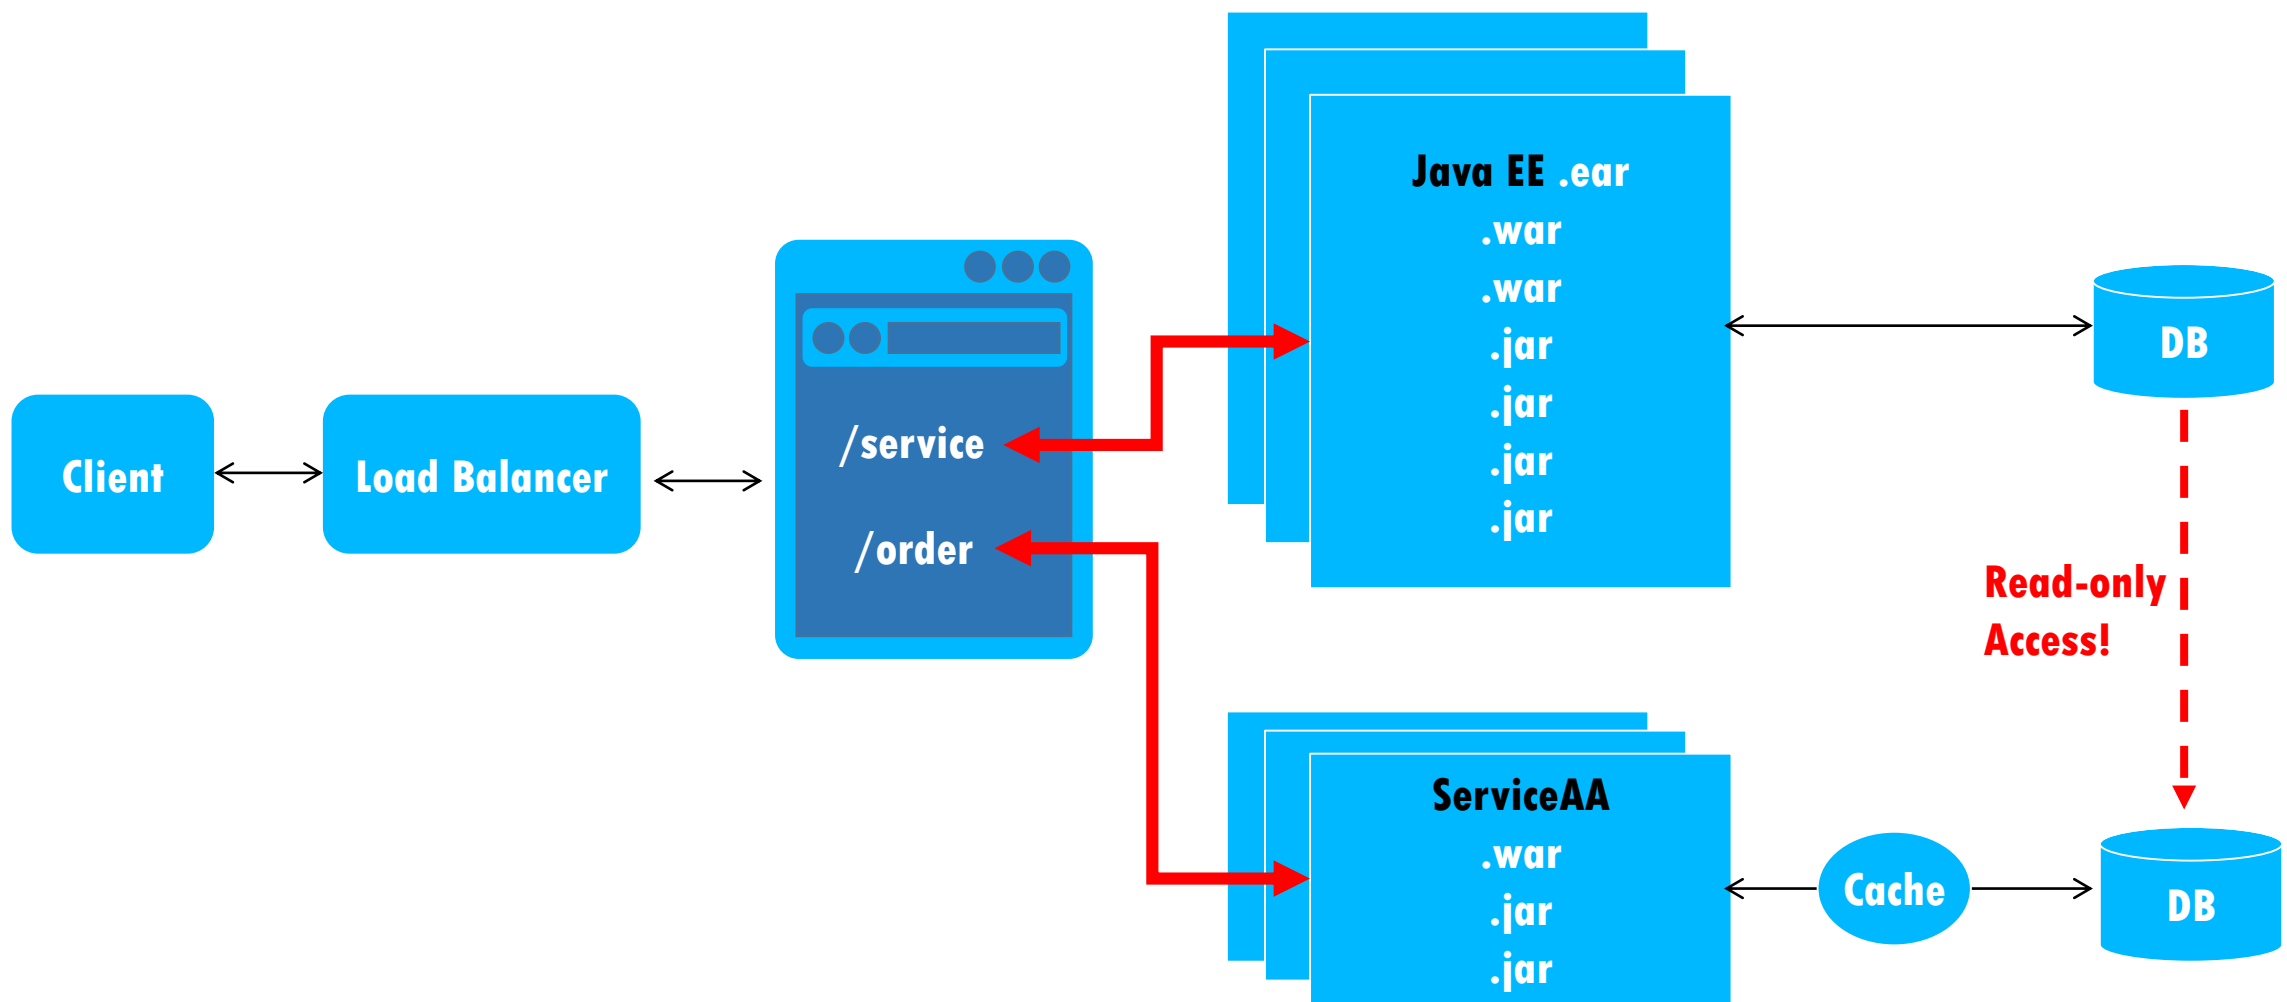 Client
Load Balancer
/service
/order
Java EE .ear
.war
.war
.jar
.jar
.jar
.jar
DB
Read-only
Access!
ServiceAA
.war
.jar
.jar
Cache
DB